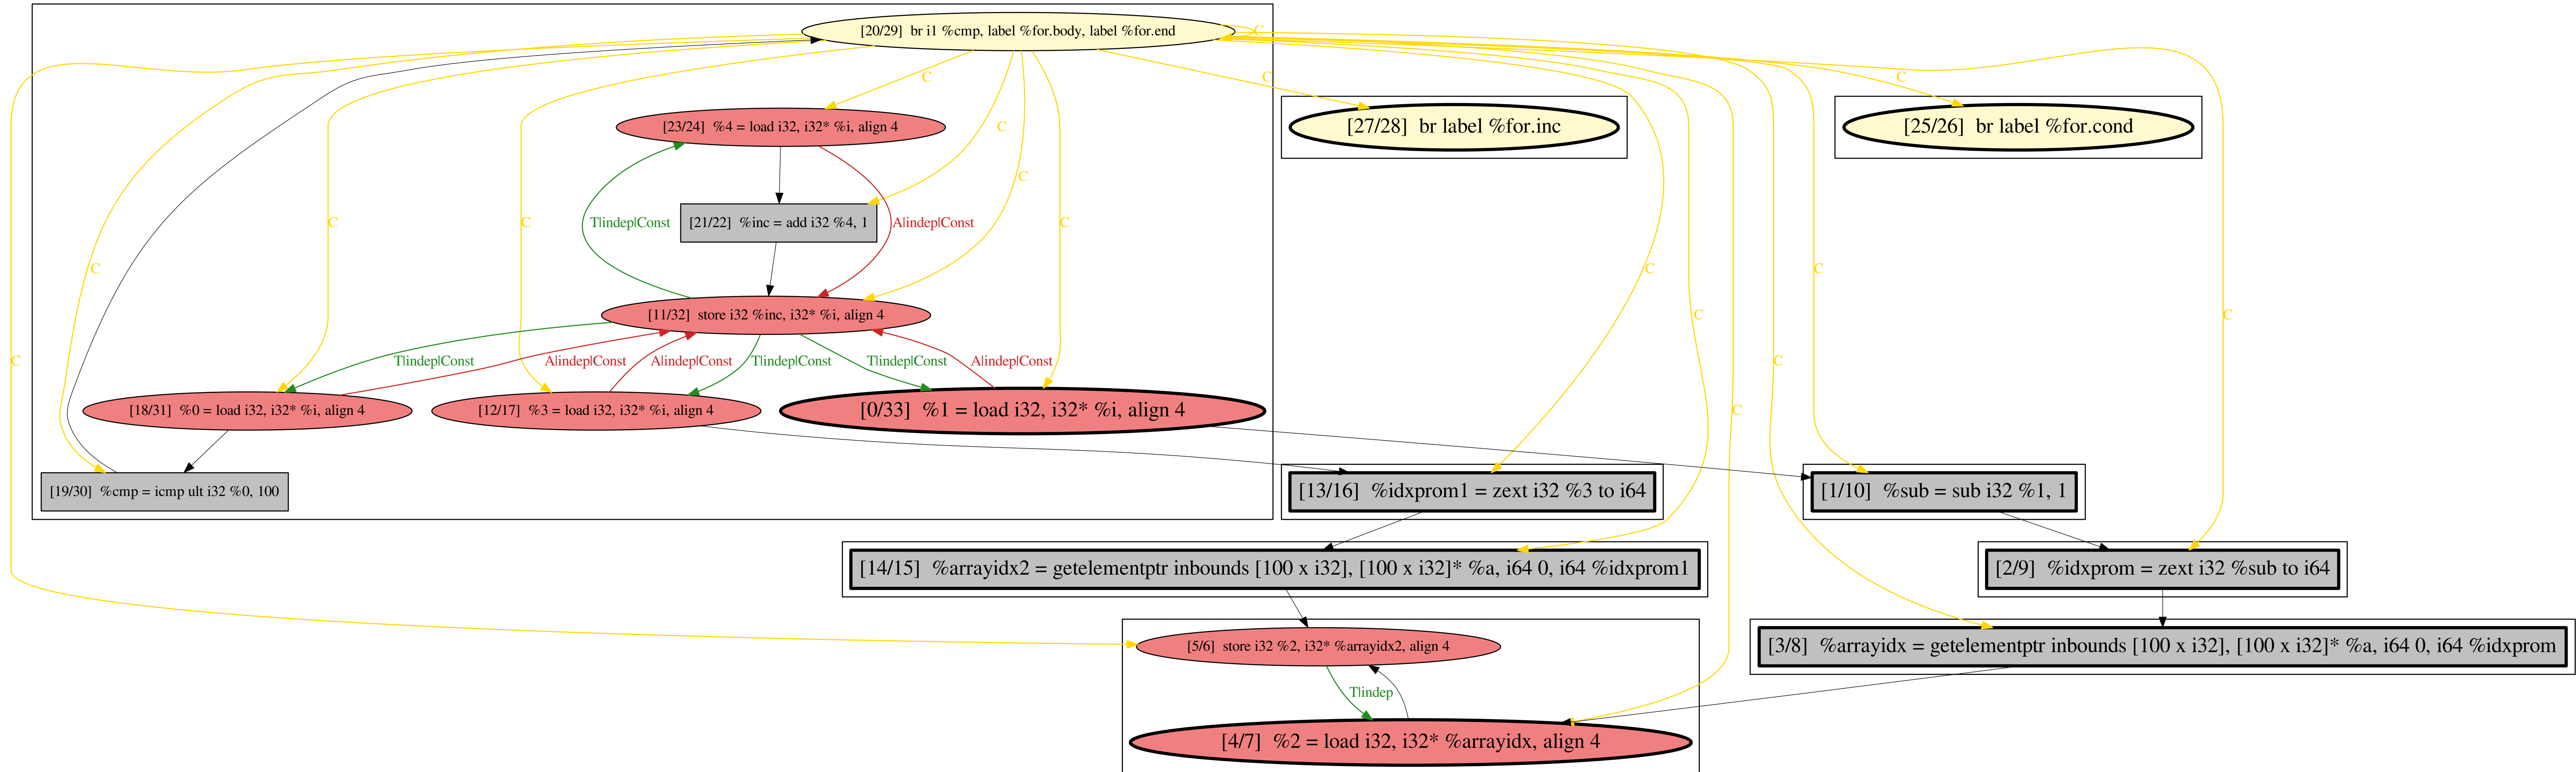 [20/29]  br i1 %cmp, label %for.body, label %for.end
C
C
C
C
[23/24]  %4 = load i32, i32* %i, align 4
C
[27/28]  br label %for.inc
[25/26]  br label %for.cond
C
C
T|indep|Const
[21/22]  %inc = add i32 %4, 1
A|indep|Const
C
C
C
C
C
C
[11/32]  store i32 %inc, i32* %i, align 4
C
C
C
T|indep|Const
A|indep|Const
A|indep|Const
T|indep|Const
T|indep|Const
A|indep|Const
C
[18/31]  %0 = load i32, i32* %i, align 4
[12/17]  %3 = load i32, i32* %i, align 4
[0/33]  %1 = load i32, i32* %i, align 4
C
[19/30]  %cmp = icmp ult i32 %0, 100
[13/16]  %idxprom1 = zext i32 %3 to i64
[1/10]  %sub = sub i32 %1, 1
[14/15]  %arrayidx2 = getelementptr inbounds [100 x i32], [100 x i32]* %a, i64 0, i64 %idxprom1
[2/9]  %idxprom = zext i32 %sub to i64
[5/6]  store i32 %2, i32* %arrayidx2, align 4
[3/8]  %arrayidx = getelementptr inbounds [100 x i32], [100 x i32]* %a, i64 0, i64 %idxprom
T|indep
[4/7]  %2 = load i32, i32* %arrayidx, align 4